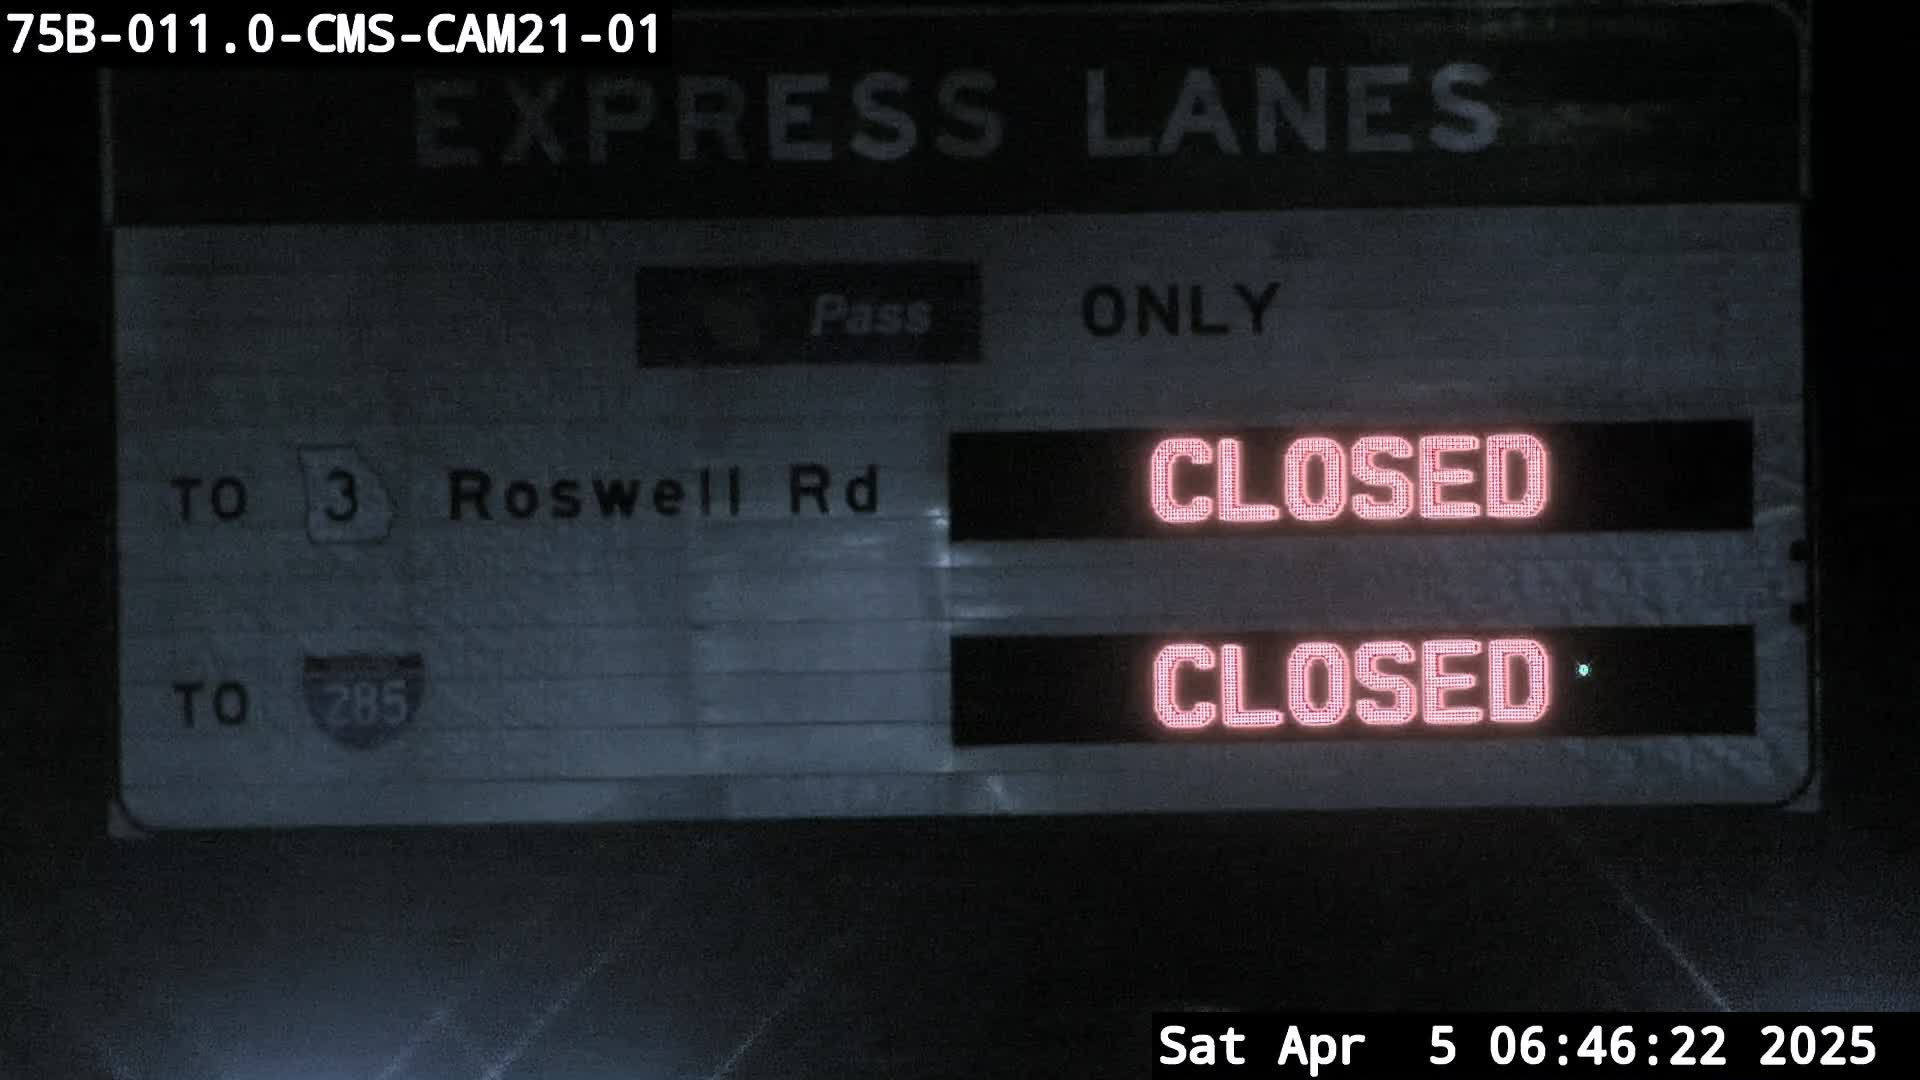 75B-011.0-CMS-CAM21-01
EXPRESS LANES
Pass ONLY
TO 3 Roswell Rd CLOSED
TO 285 CLOSED
Sat Apr 5 06:46:22 2025